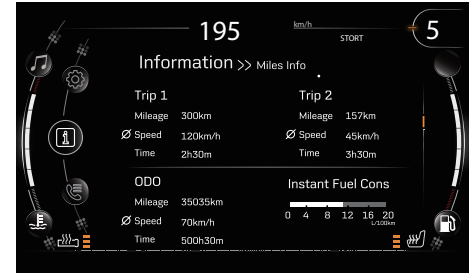 195 km/h START 5
Information >> Miles Info
Trip 1
Mileage 300km
Ø Speed 120km/h
Time 2h30m
Trip 2
Mileage 157km
Ø Speed 45km/h
Time 3h30m
ODO
Mileage 35035km
Ø Speed 70km/h
Time 500h30m
Instant Fuel Cons
0 4 8 12 16 20
L/100km